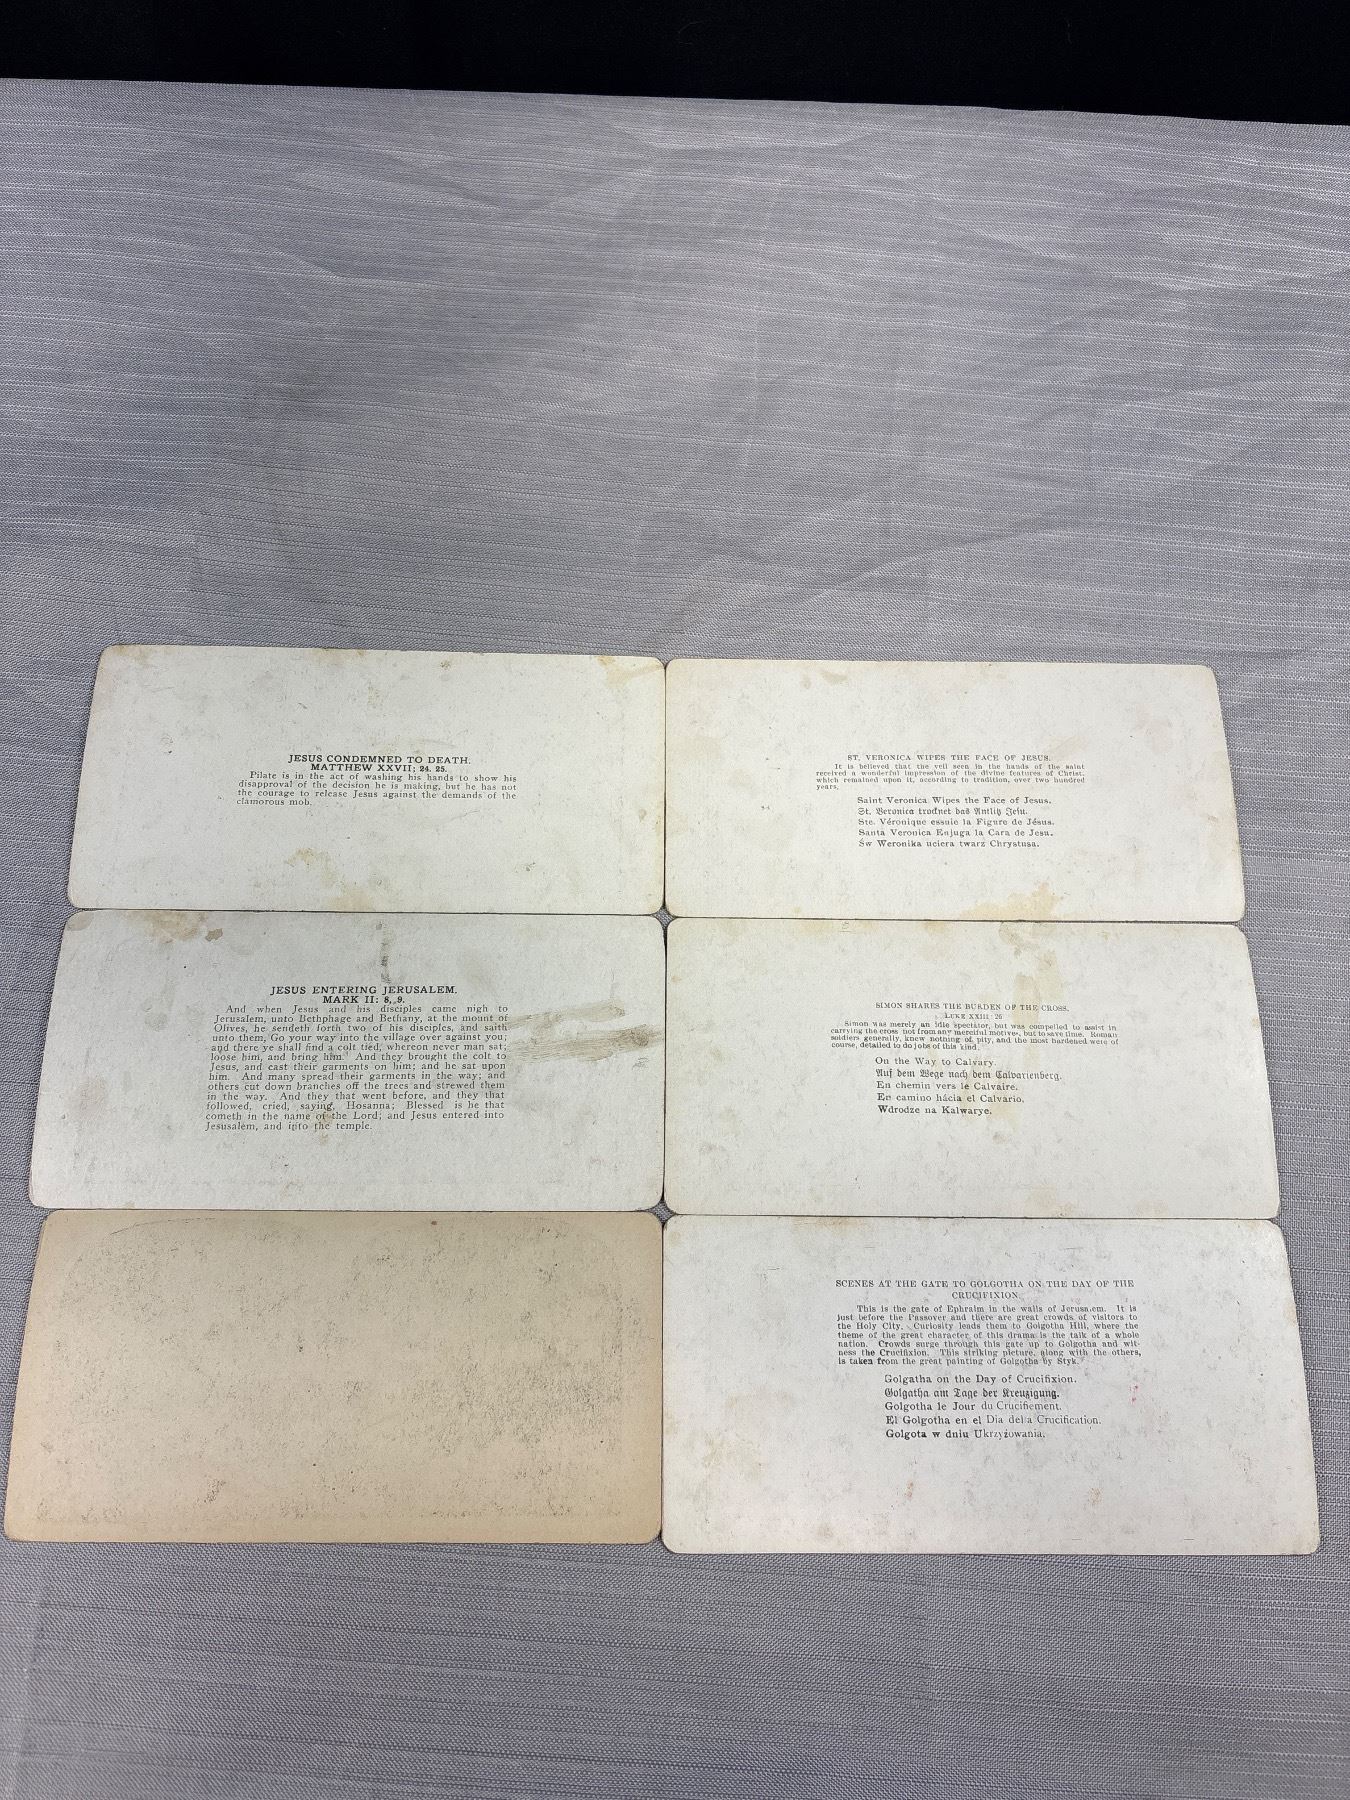 JESUS CONDEMNED TO DEATH.
MATTHEW XXVII; 24. 25.
Pilate is in the act of washing his hands to show his
disapproval of the decision he is making, but he has not
the courage to release Jesus against the demands of the
clamorous mob.
ST. VERONICA WIPES THE FACE OF JESUS.
It is believed that the veil seen in the hands of the saint
received a wonderful impression of the divine features of Christ,
which remained upon it, according to tradition, over two hundred
years.
Saint Veronica Wipes the Face of Jesus.
St. Veronica trocknet das Antlitz Jesu.
Ste. Véronique essuie la Figure de Jésus.
Santa Veronica Enjuga la Cara de Jesu.
Św Weronika uciera twarz Chrystusa.
JESUS ENTERING JERUSALEM.
MARK II: 8, 9.
And when Jesus and his disciples came nigh to
Jerusalem, unto Bethphage and Bethany, at the mount of
Olives, he sendeth forth two of his disciples, and saith
unto them, Go your way into the village over against you;
and there ye shall find a colt tied, whereon never man sat;
loose him, and bring him. And they brought the colt to
Jesus, and cast their garments on him; and he sat upon
him. And many spread their garments in the way; and
others cut down branches off the trees and strewed them
in the way. And they that went before, and they that
followed, cried, saying, Hosanna; Blessed is he that
cometh in the name of the Lord; and Jesus entered into
Jerusalem, and into the temple.
SIMON SHARES THE BURDEN OF THE CROSS.
LUKE XXIII: 26
Simon was merely an idle spectator, but was compelled to assist in
carrying the cross not from any merciful motives, but to save time. Roman
soldiers generally, knew nothing of pity, and the most hardened were of
course, detailed to do jobs of this kind.
On the Way to Calvary.
Auf dem Wege nach dem Calvarienberg.
En chemin vers le Calvaire.
En camino hácia el Calvario.
Wdrodze na Kalwarye.
SCENES AT THE GATE TO GOLGOTHA ON THE DAY OF THE
CRUCIFIXION.
This is the gate of Ephraim in the walls of Jerusalem. It is
just before the Passover and there are great crowds of visitors to
the Holy City. Curiosity leads them to Golgotha Hill, where the
theme of the great character of this drama is the talk of a whole
nation. Crowds surge through this gate up to Golgotha and wit-
ness the Crucifixion. This striking picture, along with the others,
is taken from the great painting of Golgotha by Styk.
Golgatha on the Day of Crucifixion.
Golgatha am Tage der Kreuzigung.
Golgotha le Jour du Crucifiement.
El Golgotha en el Dia del a Crucification.
Golgota w dniu Ukrzyżowania.